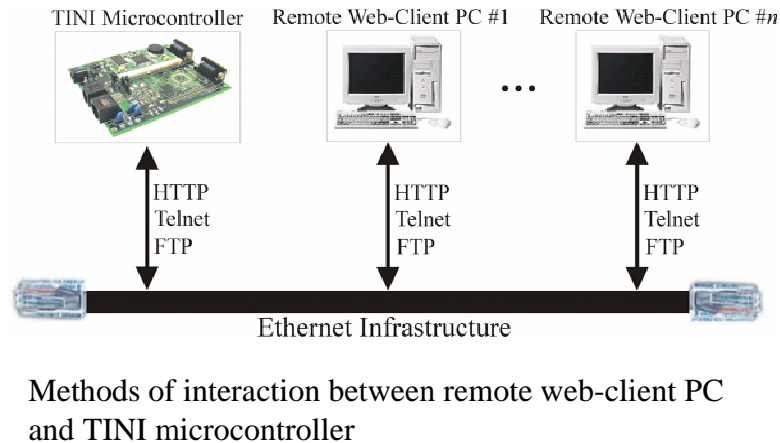 TINI Microcontroller
Remote Web-Client PC #1
Remote Web-Client PC #n
...
HTTP
Telnet
FTP
HTTP
Telnet
FTP
HTTP
Telnet
FTP
Ethernet Infrastructure
Methods of interaction between remote web-client PC
and TINI microcontroller